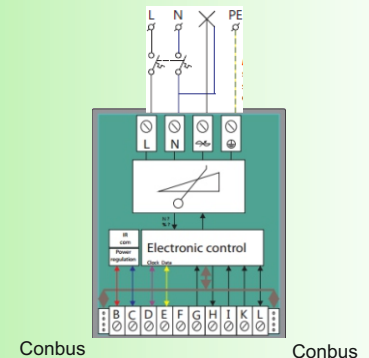 L N PE
L N
IR
com
Power
regulation
Electronic control
Clock Data
B C D E F G H I K L
Conbus Conbus